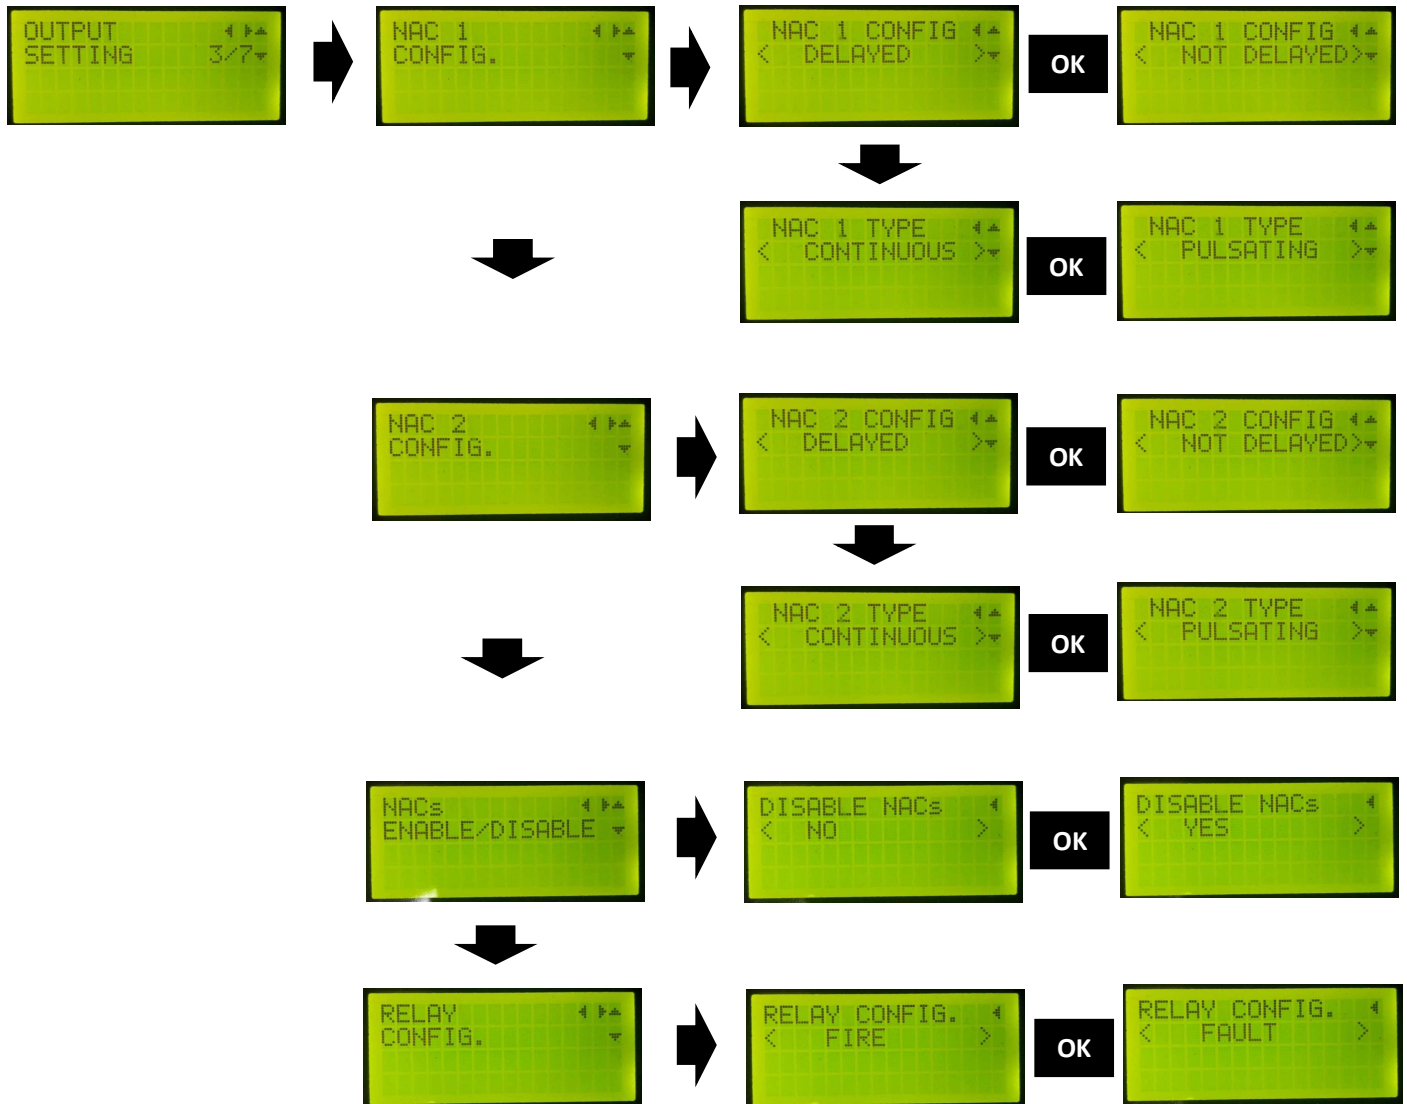 OUTPUT
SETTING 3/7
NAC 1
CONFIG.
NAC 1 CONFIG
< DELAYED >
OK
NAC 1 CONFIG
< NOT DELAYED>
NAC 1 TYPE
< CONTINUOUS >
OK
NAC 1 TYPE
< PULSATING >
NAC 2
CONFIG.
NAC 2 CONFIG
< DELAYED >
OK
NAC 2 CONFIG
< NOT DELAYED>
NAC 2 TYPE
< CONTINUOUS >
OK
NAC 2 TYPE
< PULSATING >
NACs
ENABLE/DISABLE
DISABLE NACs
< NO >
OK
DISABLE NACs
< YES >
RELAY
CONFIG.
RELAY CONFIG.
< FIRE >
OK
RELAY CONFIG.
< FAULT >